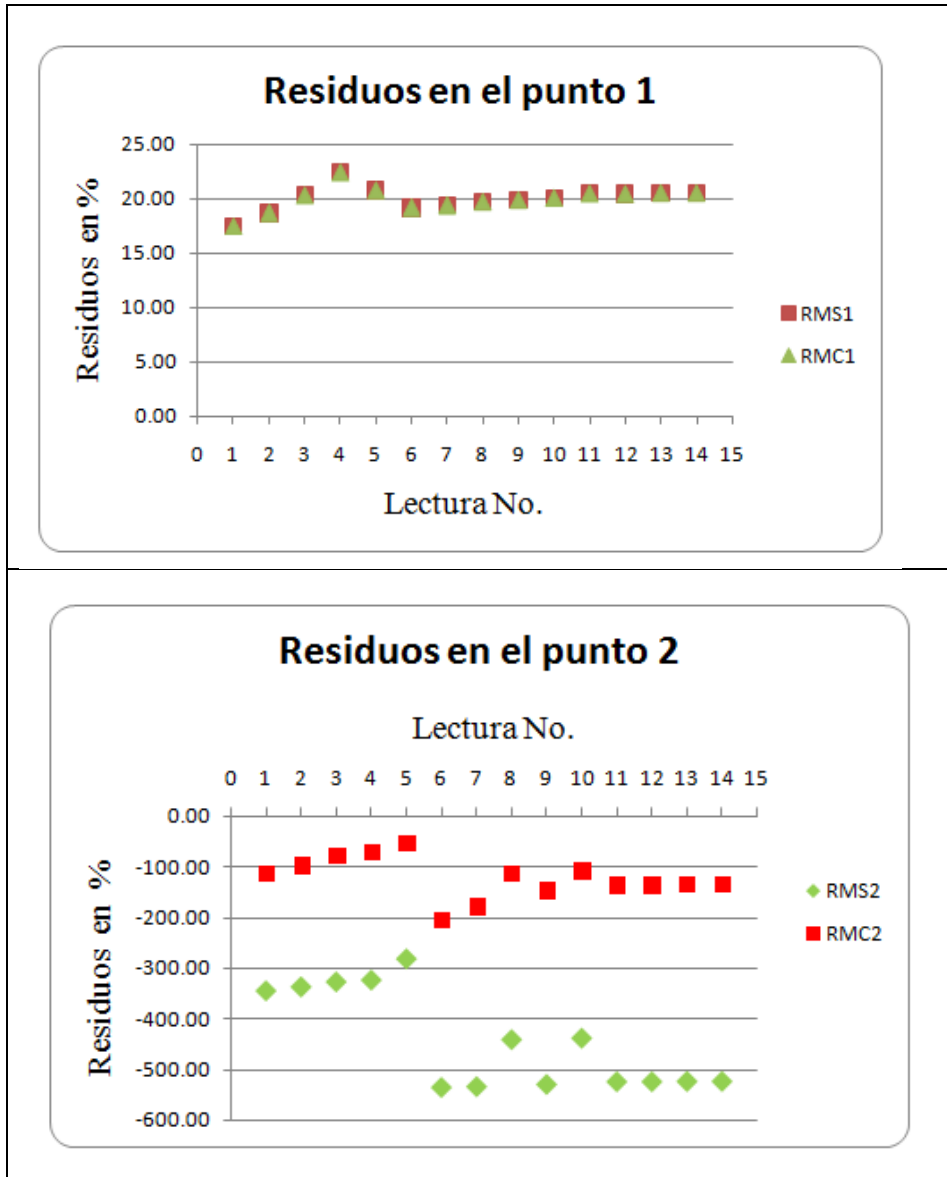 Residuos en el punto 1
25.00
20.00
15.00
10.00
5.00
0.00
Residuos en %
0 1 2 3 4 5 6 7 8 9 10 11 12 13 14 15
Lectura No.
RMS1
RMC1
Residuos en el punto 2
Lectura No.
0 1 2 3 4 5 6 7 8 9 10 11 12 13 14 15
0.00
-100.00
-200.00
-300.00
-400.00
-500.00
-600.00
Residuos en %
RMS2
RMC2